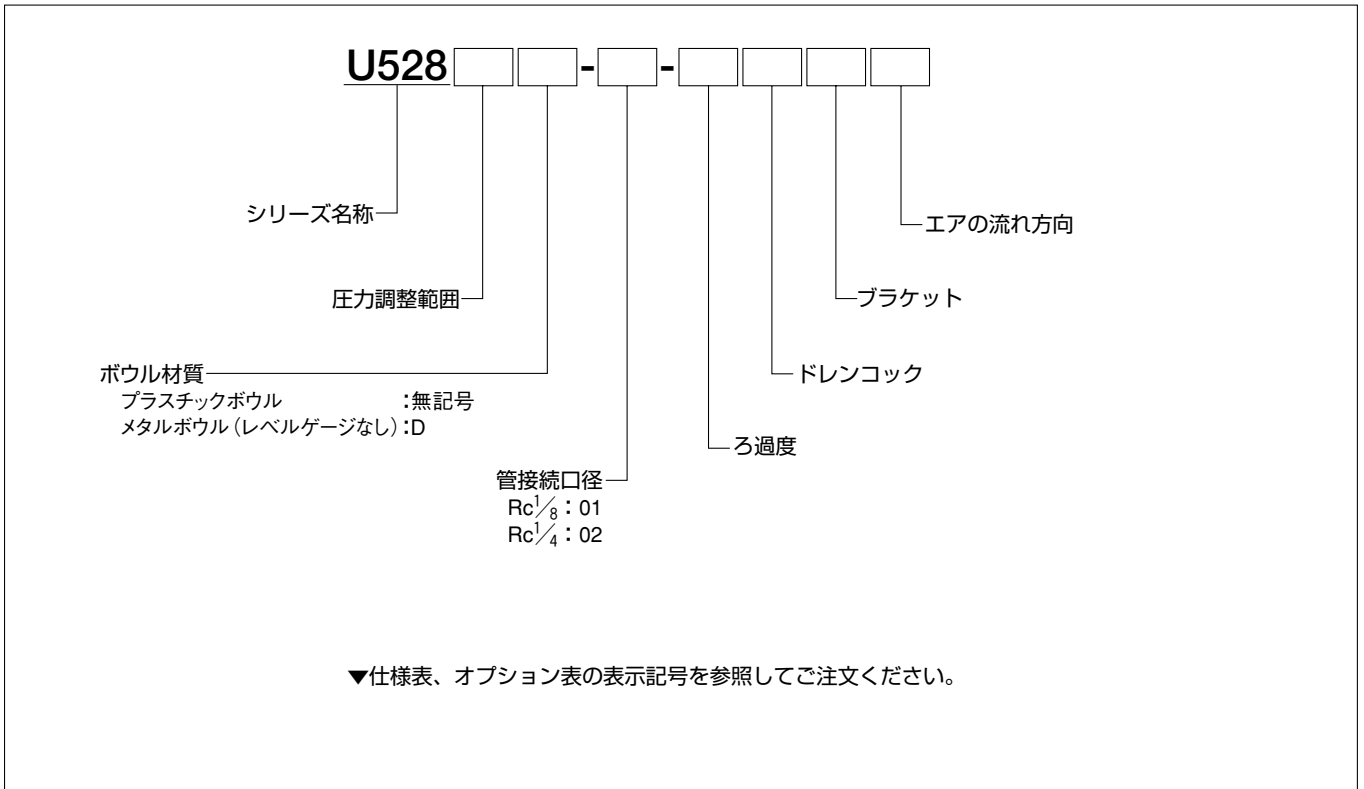 U528 - -
シリーズ名称
エアの流れ方向
圧力調整範囲
ブラケット
ボウル材質
ドレンコック
プラスチックボウル :無記号
メタルボウル(レベルゲージなし):D
ろ過度
管接続口径
Rc1/8:01
Rc1/4:02
▼仕様表、オプション表の表示記号を参照してご注文ください。